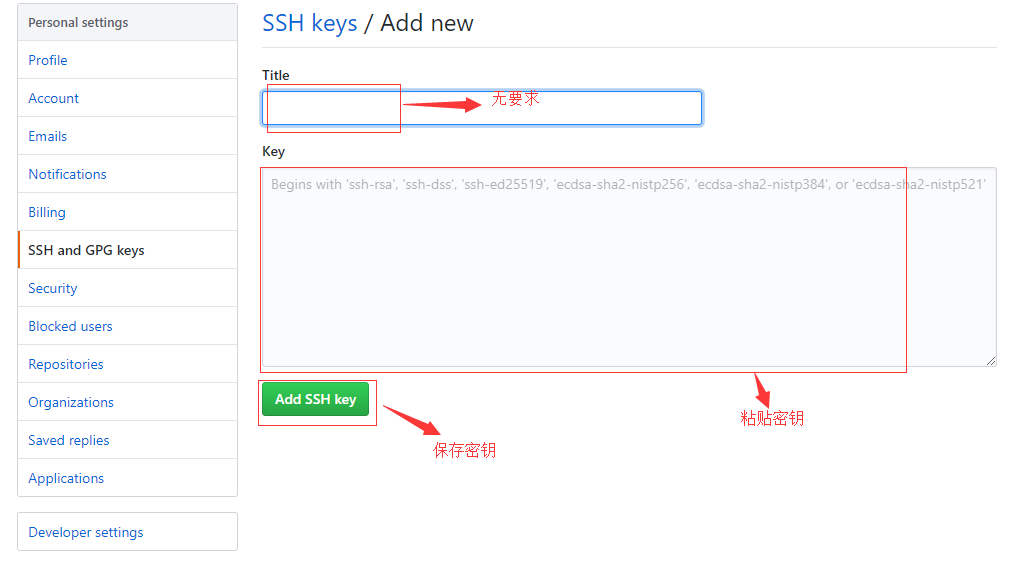 Personal settings
Profile
Account
Emails
Notifications
Billing
SSH and GPG keys
Security
Blocked users
Repositories
Organizations
Saved replies
Applications
Developer settings
SSH keys / Add new
Title
无要求
Key
Begins with 'ssh-rsa', 'ssh-dss', 'ssh-ed25519', 'ecdsa-sha2-nistp256', 'ecdsa-sha2-nistp384', or 'ecdsa-sha2-nistp521'
Add SSH key
粘贴密钥
保存密钥